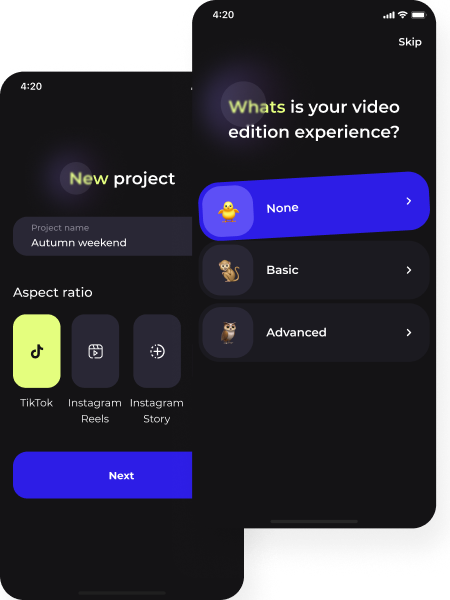 4:20
New project
Project name
Autumn weekend
Aspect ratio
TikTok
Instagram
Reels
Instagram
Story
Next
4:20
Skip
Whats is your video
edition experience?
None
Basic
Advanced